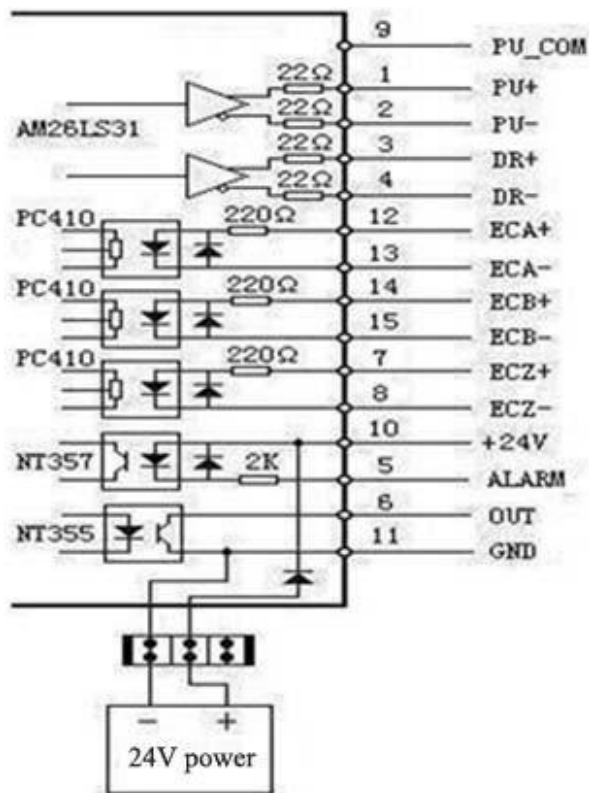 9 PU_COM
22Ω 1 PU+
22Ω 2 PU-
AM26LS31
22Ω 3 DR+
22Ω 4 DR-
PC410 220Ω 12 ECA+
13 ECA-
PC410 220Ω 14 ECB+
15 ECB-
PC410 220Ω 7 ECZ+
8 ECZ-
10 +24V
NT357 2K 5 ALARM
6 OUT
NT355 11 GND
- +
24V power